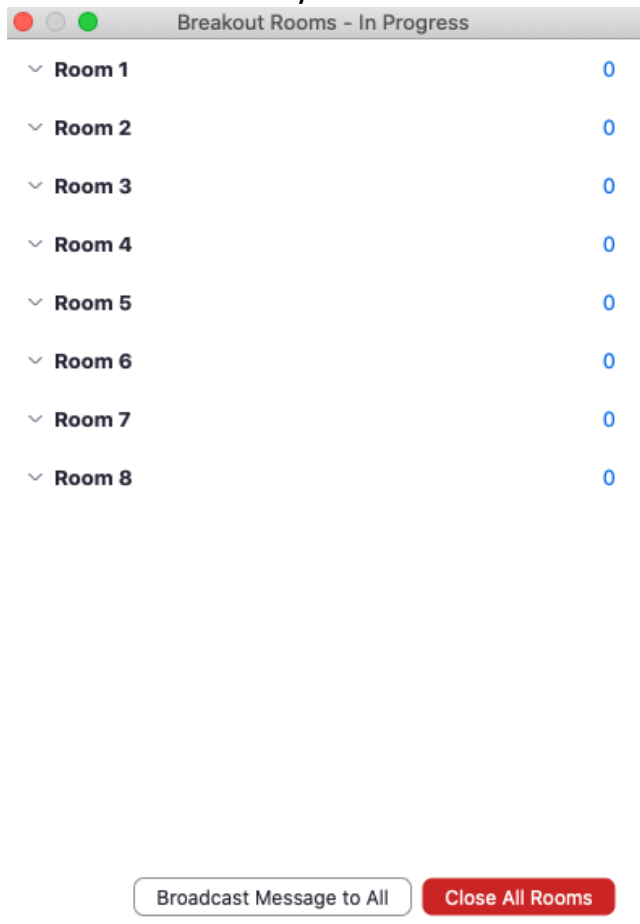 Breakout Rooms - In Progress
Room 1 0
Room 2 0
Room 3 0
Room 4 0
Room 5 0
Room 6 0
Room 7 0
Room 8 0
Broadcast Message to All Close All Rooms